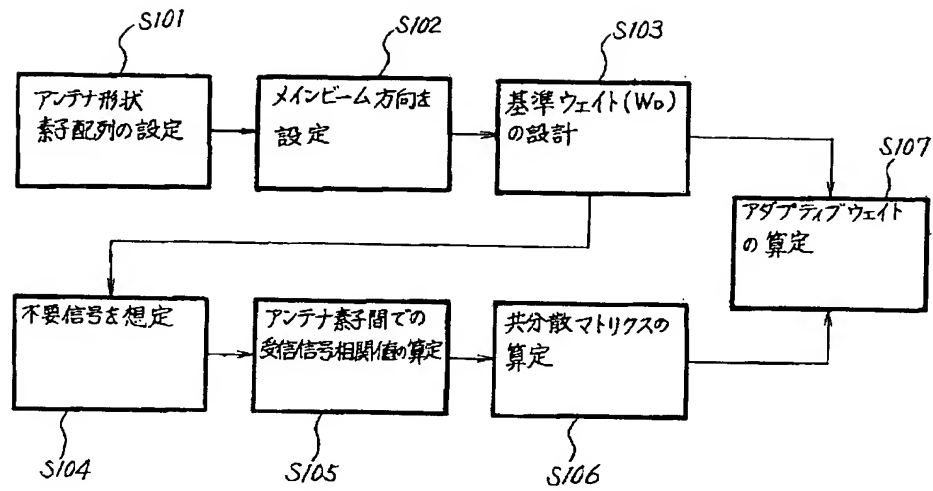 S101
アンテナ形状
素子配列の設定
S102
メインビーム方向を
設定
S103
基準ウェイト(Wo)
の設計
S107
アダプティブウェイト
の算定
不要信号を想定
S104
アンテナ素子間での
受信信号相関値の算定
S105
共分散マトリクスの
算定
S106